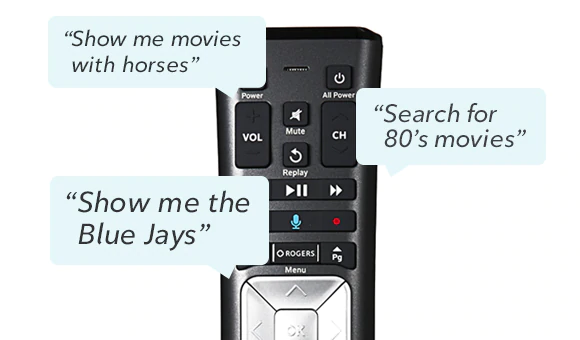 “Show me movies
with horses”
Power
All Power
“Search for
80’s movies”
VOL
Mute
CH
Replay
“Show me the
Blue Jays”
ROGERS
Pg
Menu
OK